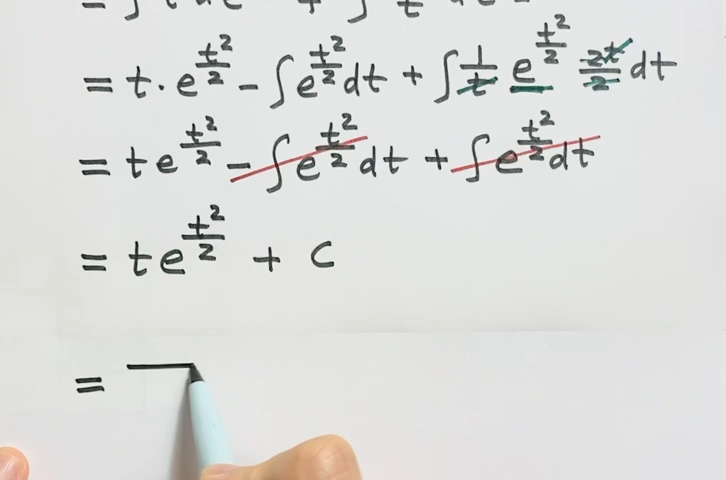 = t·e^(t²/2) - ∫e^(t²/2)dt + ∫(1/t) e^(t²/2) (2t/2) dt
= te^(t²/2) - ∫e^(t²/2)dt + ∫e^(t²/2)dt
= te^(t²/2) + c
=